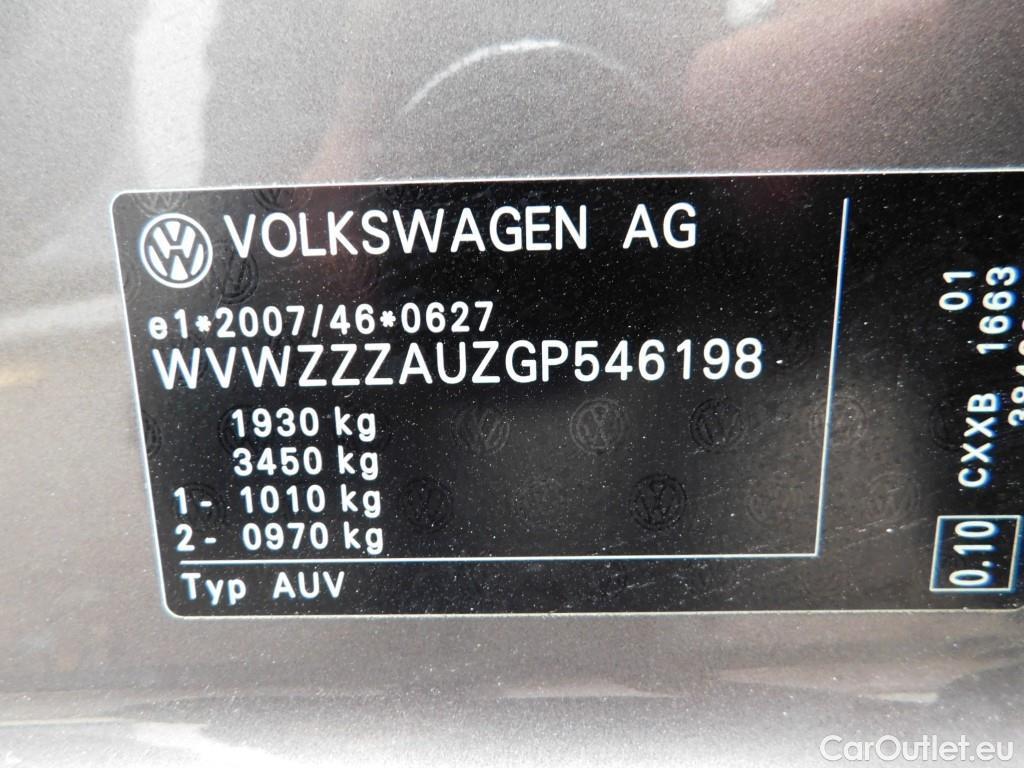 VOLKSWAGEN AG
e1*2007/46*0627
WVWZZZAUZGP546198
1930 kg
3450 kg
1- 1010 kg
2- 0970 kg
Typ AUV
01
CXXB 1663
0.10
CarOutlet.eu